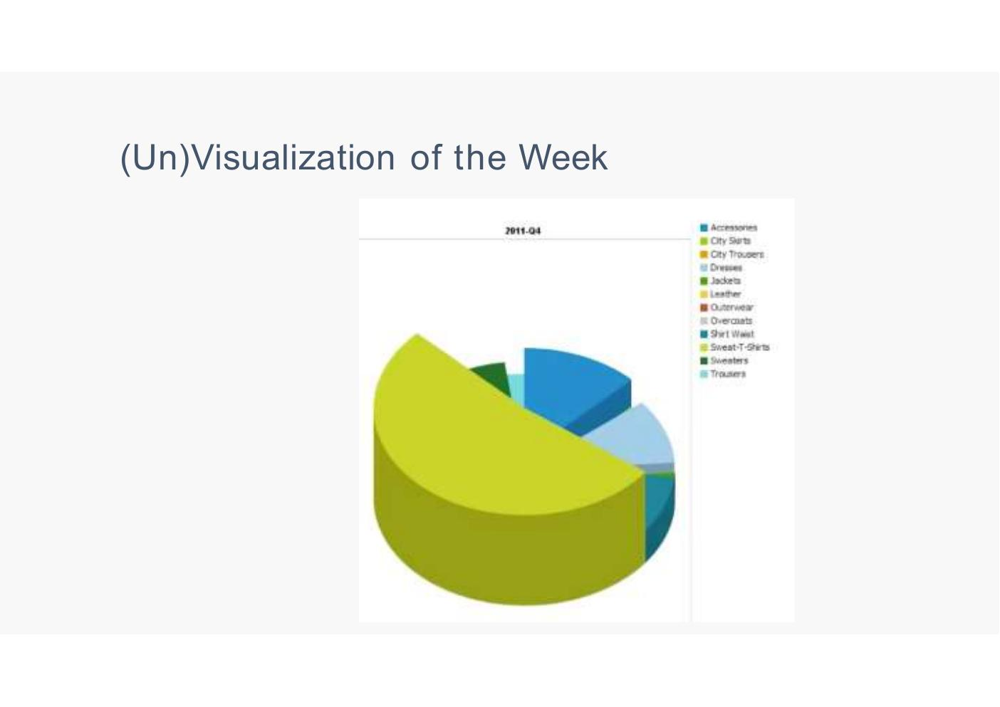 (Un)Visualization of the Week
2011-Q4
Accessories
City Skirts
City Trousers
Dresses
Jackets
Leather
Outerwear
Overcoats
Shirt Waist
Sweat-T-Shirts
Sweaters
Trousers